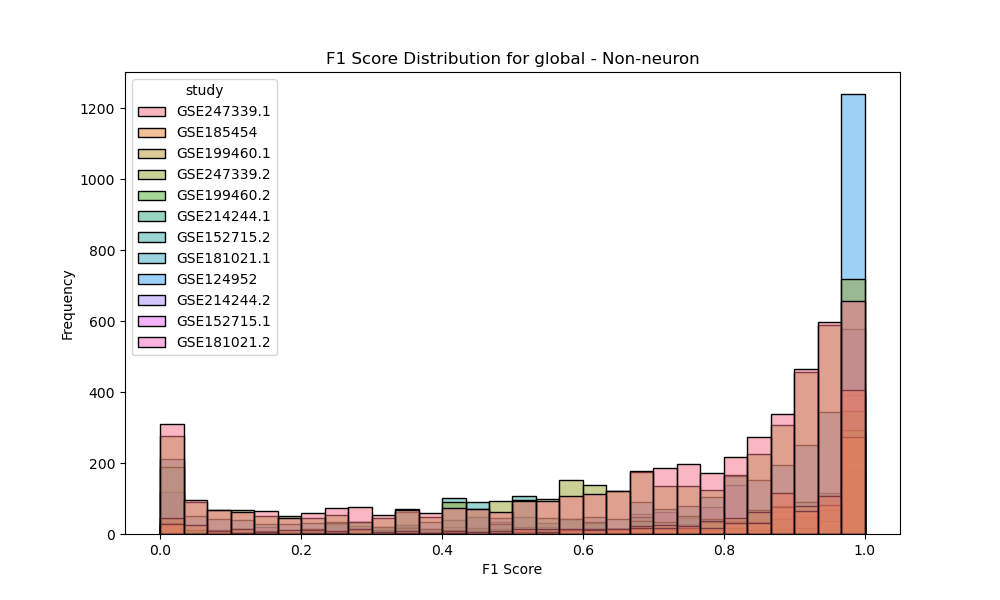 F1 Score Distribution for global - Non-neuron
study
GSE247339.1
GSE185454
GSE199460.1
GSE247339.2
GSE199460.2
GSE214244.1
GSE152715.2
GSE181021.1
GSE124952
GSE214244.2
GSE152715.1
GSE181021.2
Frequency
1200
1000
800
600
400
200
0
0.0 0.2 0.4 0.6 0.8 1.0
F1 Score